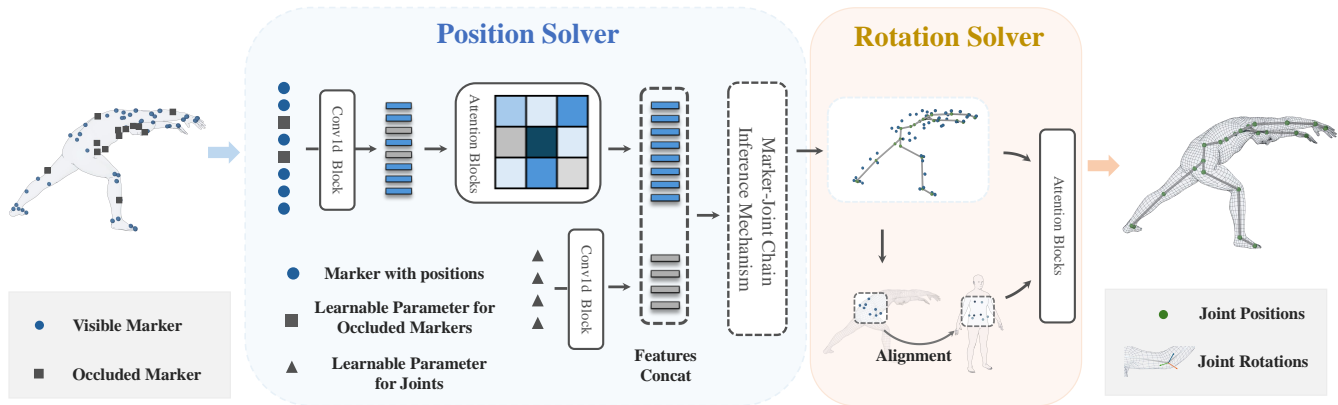 Position Solver
Rotation Solver
Conv1d Block
Attention Blocks
Marker-Joint Chain
Inference Mechanism
Attention Blocks
Conv1d Block
Marker with positions
Learnable Parameter for
Occluded Markers
Learnable Parameter
for Joints
Features
Concat
Alignment
Visible Marker
Occluded Marker
Joint Positions
Joint Rotations